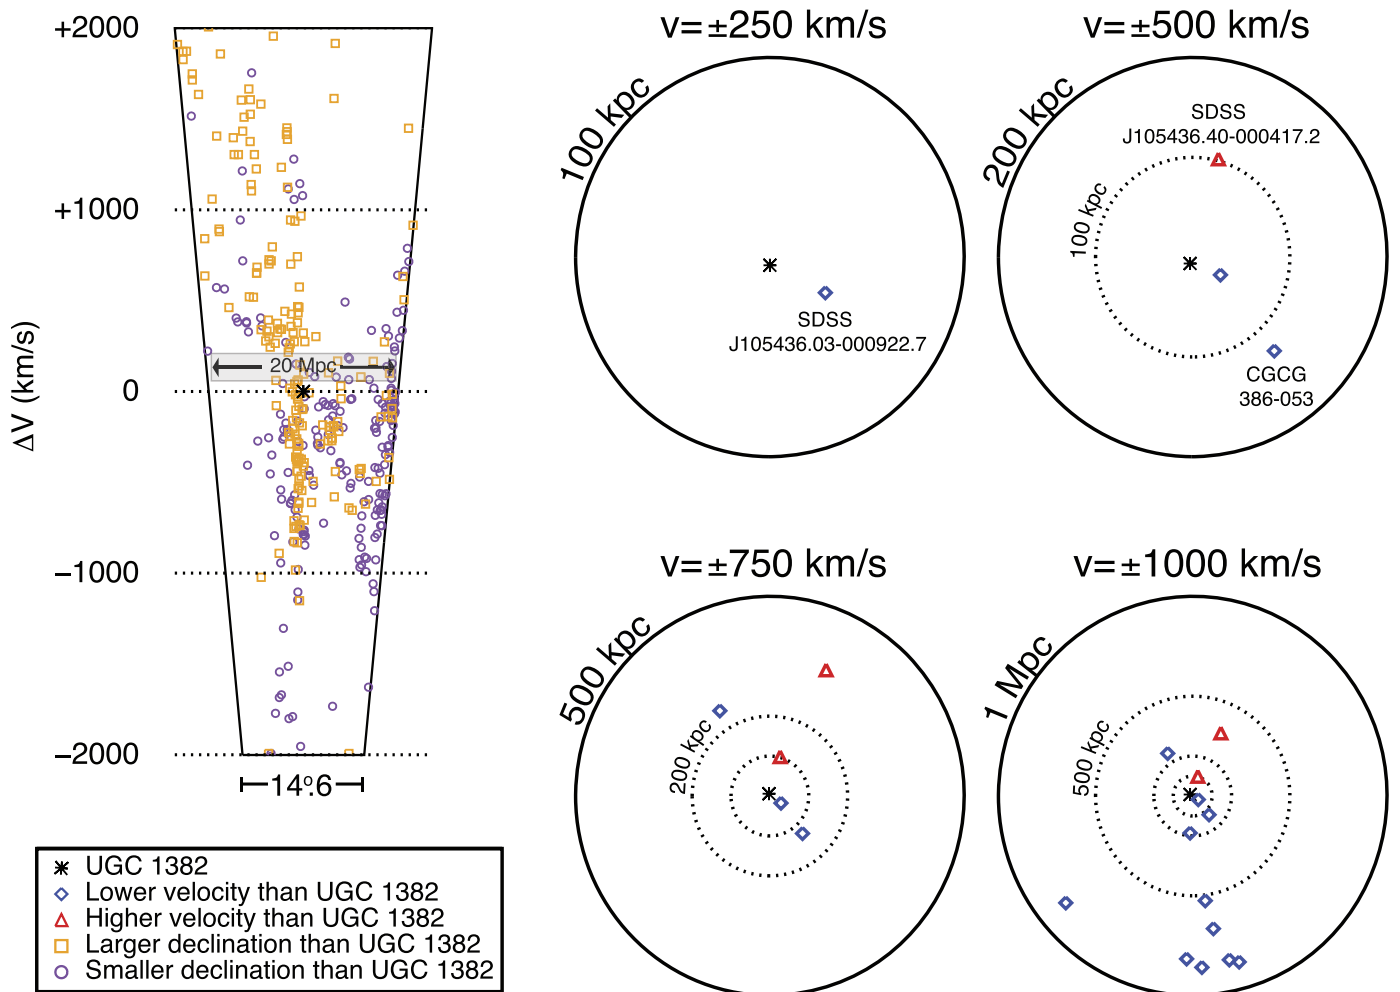 +2000
+1000
0
−1000
−2000
ΔV (km/s)
20 Mpc
14°.6
UGC 1382
Lower velocity than UGC 1382
Higher velocity than UGC 1382
Larger declination than UGC 1382
Smaller declination than UGC 1382
v=±250 km/s
100 kpc
SDSS
J105436.03-000922.7
v=±500 km/s
200 kpc
100 kpc
SDSS
J105436.40-000417.2
CGCG
386-053
v=±750 km/s
500 kpc
200 kpc
v=±1000 km/s
1 Mpc
500 kpc